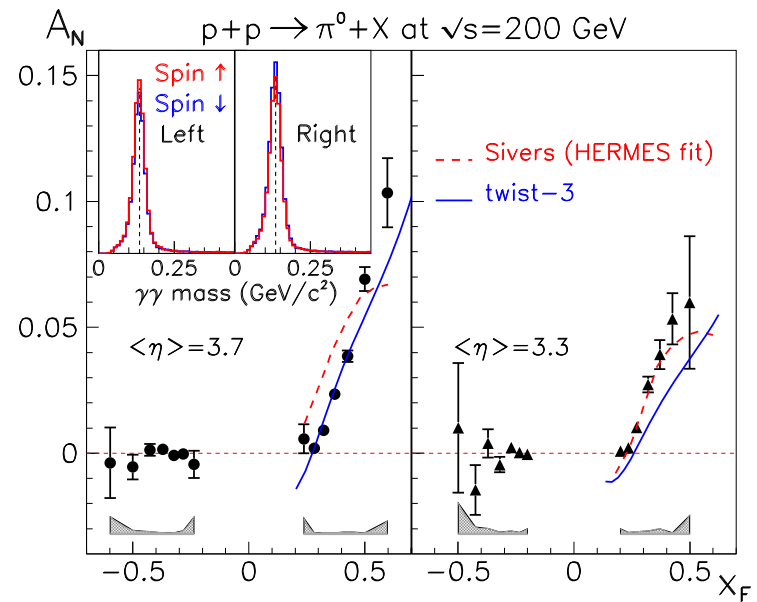 A_N
p+p → π⁰+X at √s=200 GeV
0.15
0.1
0.05
0
Spin ↑
Spin ↓
Left
Right
0 0.25 0 0.25
γγ mass (GeV/c²)
Sivers (HERMES fit)
twist−3
<η>=3.7
<η>=3.3
−0.5 0 0.5 −0.5 0 0.5
X_F